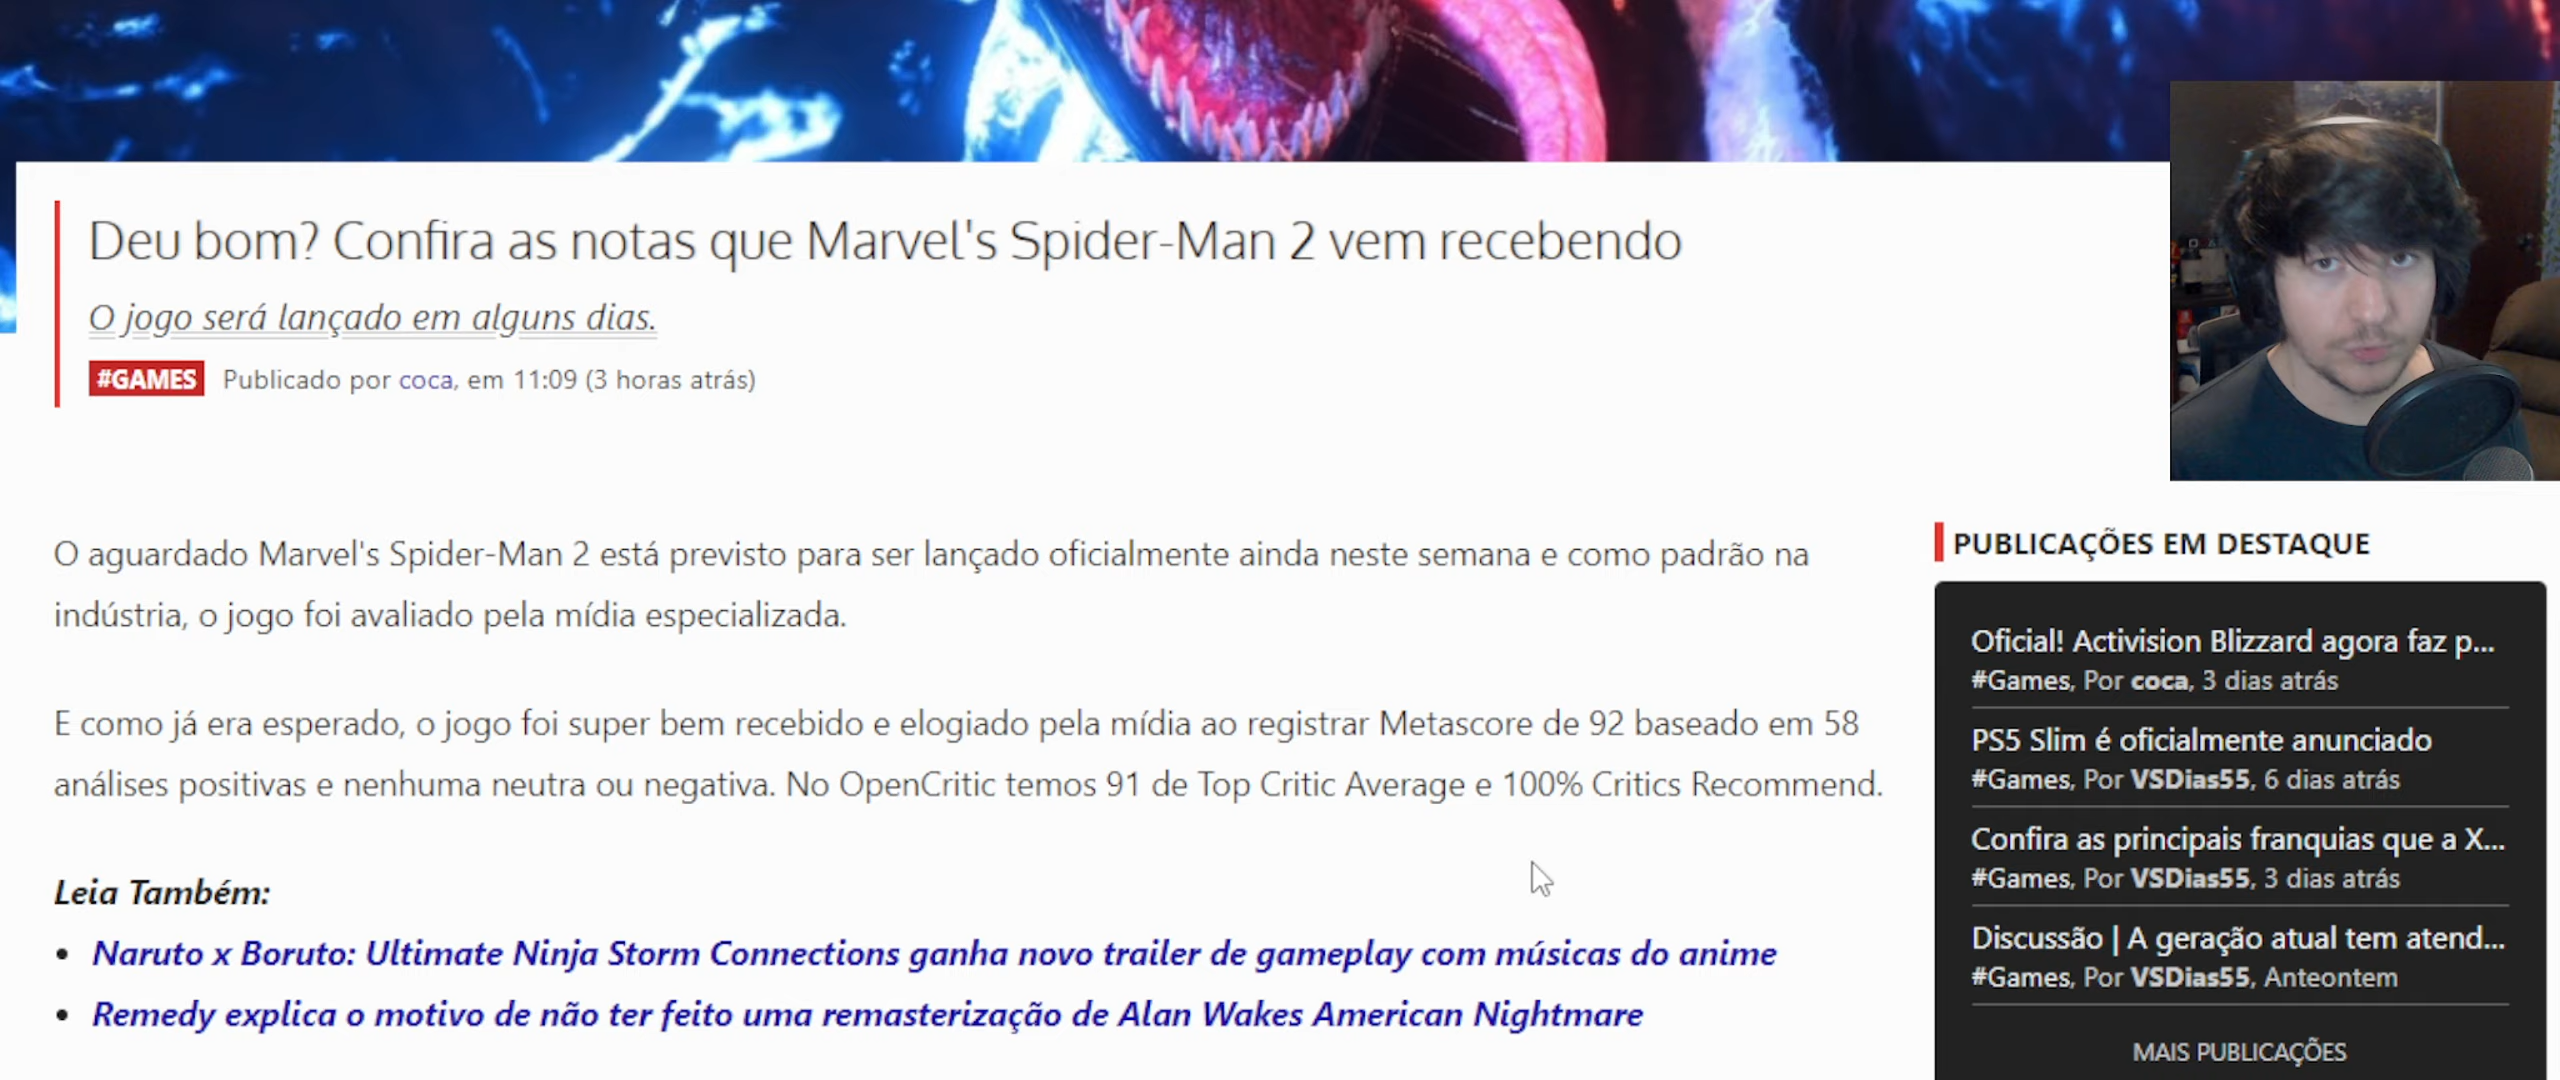 Deu bom? Confira as notas que Marvel's Spider-Man 2 vem recebendo
O jogo será lançado em alguns dias.
#GAMES Publicado por coca, em 11:09 (3 horas atrás)
O aguardado Marvel's Spider-Man 2 está previsto para ser lançado oficialmente ainda neste semana e como padrão na
indústria, o jogo foi avaliado pela mídia especializada.
E como já era esperado, o jogo foi super bem recebido e elogiado pela mídia ao registrar Metascore de 92 baseado em 58
análises positivas e nenhuma neutra ou negativa. No OpenCritic temos 91 de Top Critic Average e 100% Critics Recommend.
Leia Também:
• Naruto x Boruto: Ultimate Ninja Storm Connections ganha novo trailer de gameplay com músicas do anime
• Remedy explica o motivo de não ter feito uma remasterização de Alan Wakes American Nightmare
PUBLICAÇÕES EM DESTAQUE
Oficial! Activision Blizzard agora faz p...
#Games, Por coca, 3 dias atrás
PS5 Slim é oficialmente anunciado
#Games, Por VSDias55, 6 dias atrás
Confira as principais franquias que a X...
#Games, Por VSDias55, 3 dias atrás
Discussão | A geração atual tem atend...
#Games, Por VSDias55, Anteontem
MAIS PUBLICAÇÕES